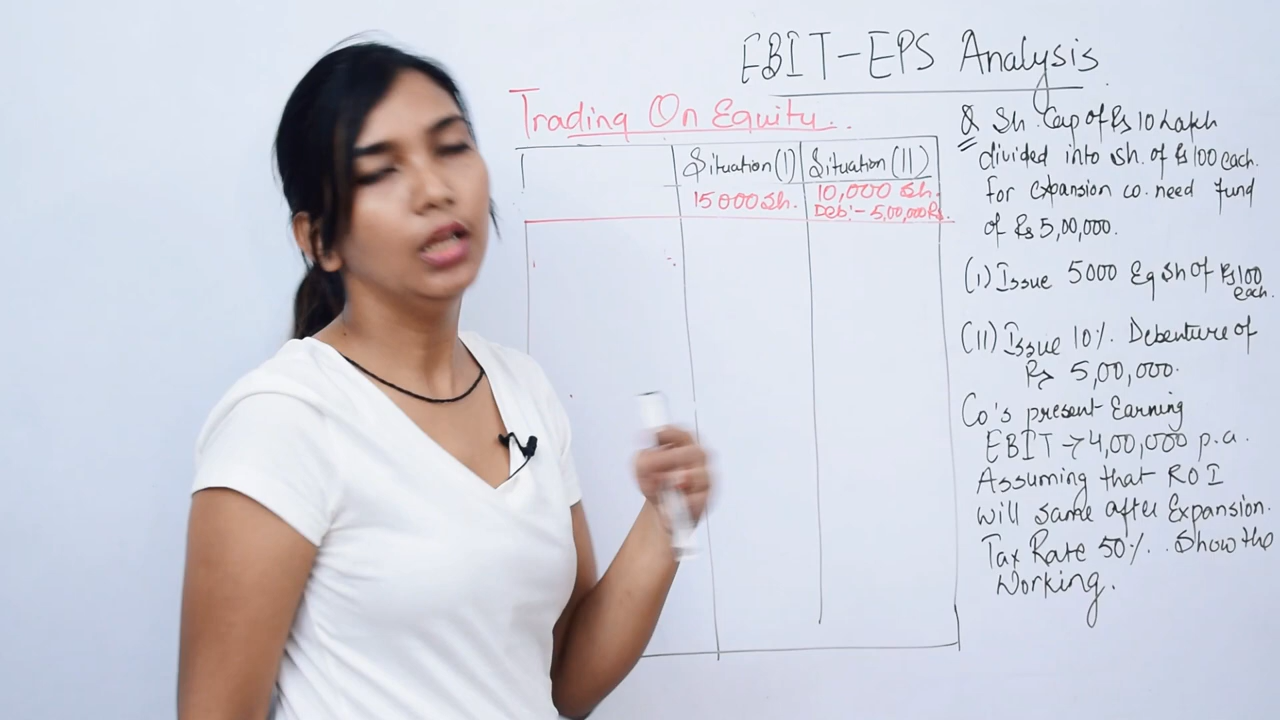 EBIT-EPS Analysis
Trading On Equity..
Situation (I) Situation (II)
15000 Sh. 10,000 Sh.
Deb:- 5,00,000 Rs.
Q Sh. Cap of Rs 10 Lakh
divided into Sh. of Rs 100 each.
for expansion co. need fund
of Rs 5,00,000.
(I) Issue 5000 Eq Sh of Rs 100
each.
(II) Issue 10%. Debenture of
Rs 5,00,000.
Co's present Earning
EBIT → 4,00,000 p.a.
Assuming that ROI
will same after Expansion.
Tax Rate 50%. . Show the
Working.